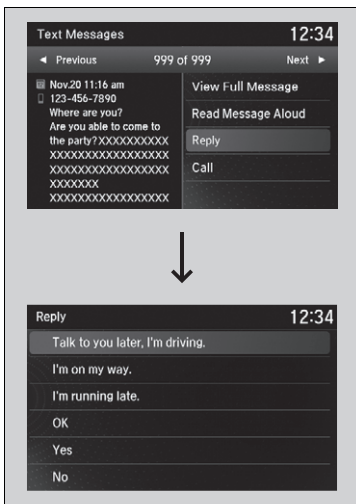 Text Messages 12:34
◄ Previous 999 of 999 Next ►
Nov.20 11:16 am
123-456-7890
Where are you?
Are you able to come to
the party?XXXXXXXXXX
XXXXXXXXXXXXXXXXX
XXXXXXXXXXXXXXXXX
XXXXXXX
XXXXXXXXXXXXXXXXX
View Full Message
Read Message Aloud
Reply
Call
Reply 12:34
Talk to you later, I'm driving.
I'm on my way.
I'm running late.
OK
Yes
No